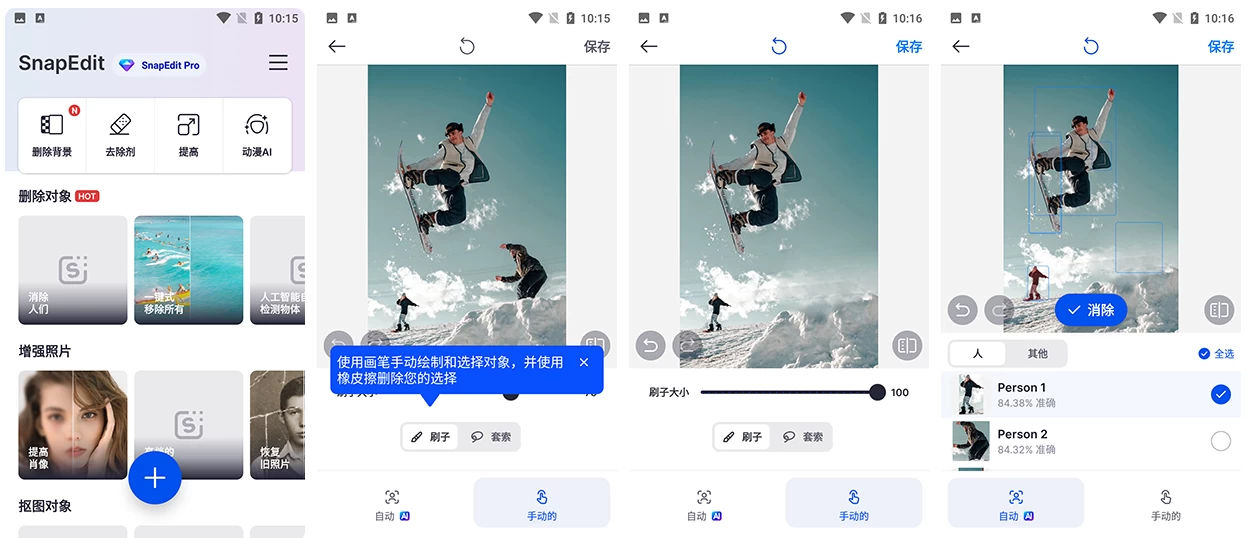 10:15
SnapEdit
SnapEdit Pro
N
删除背景
去除剂
提高
动漫AI
删除对象 HOT
消除
人们
一键式
移除所有
人工智能
检测物体
增强照片
提高
肖像
恢复
旧照片
抠图对象
10:15
保存
使用画笔手动绘制和选择对象，并使用
橡皮擦删除您的选择
刷子
套索
自动 AI
手动的
10:16
保存
刷子大小
100
刷子
套索
自动 AI
手动的
10:16
保存
消除
人
其他
全选
Person 1
84.38% 准确
Person 2
84.32% 准确
自动 AI
手动的